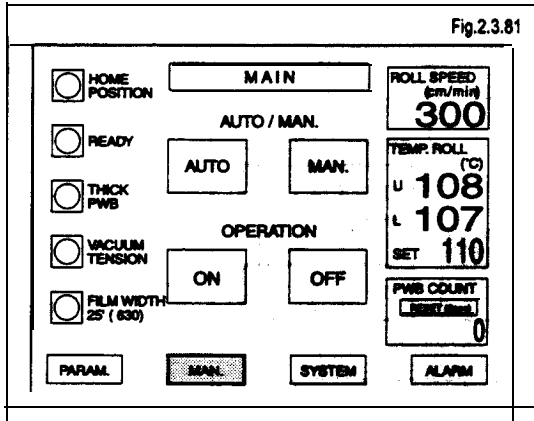 Fig.2.3.81
MAIN
HOME
POSITION
READY
THICK
PWB
VACUUM
TENSION
FILM WIDTH
25' (630)
AUTO / MAN.
AUTO
MAN.
OPERATION
ON
OFF
ROLL SPEED
(cm/min)
300
TEMP. ROLL
(°C)
U 108
L 107
SET 110
PWB COUNT
RESET
0
PARAM.
MAN.
SYSTEM
ALARM